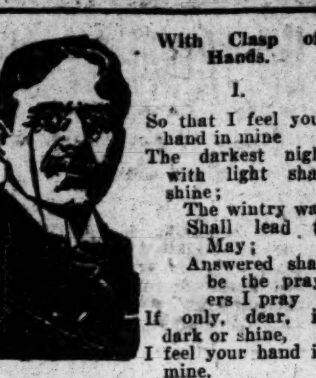 With Clasp of
Hands.
I.
So that I feel you
hand in mine
The darkest nigh
with light sha
shine;
The wintry wa
Shall lead t
May;
Answered sha
be the pray
ers I pray
If only, dear, i
dark or shine,
I feel your hand i
mine.